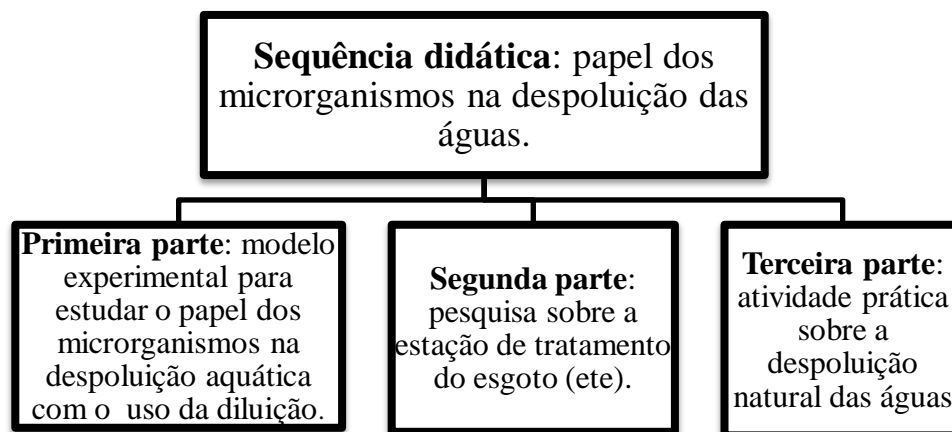 Sequência didática: papel dos
microrganismos na despoluição das
águas.
Primeira parte: modelo
experimental para
estudar o papel dos
microrganismos na
despoluição aquática
com o uso da diluição.
Segunda parte:
pesquisa sobre a
estação de tratamento
do esgoto (ete).
Terceira parte:
atividade prática
sobre a
despoluição
natural das águas